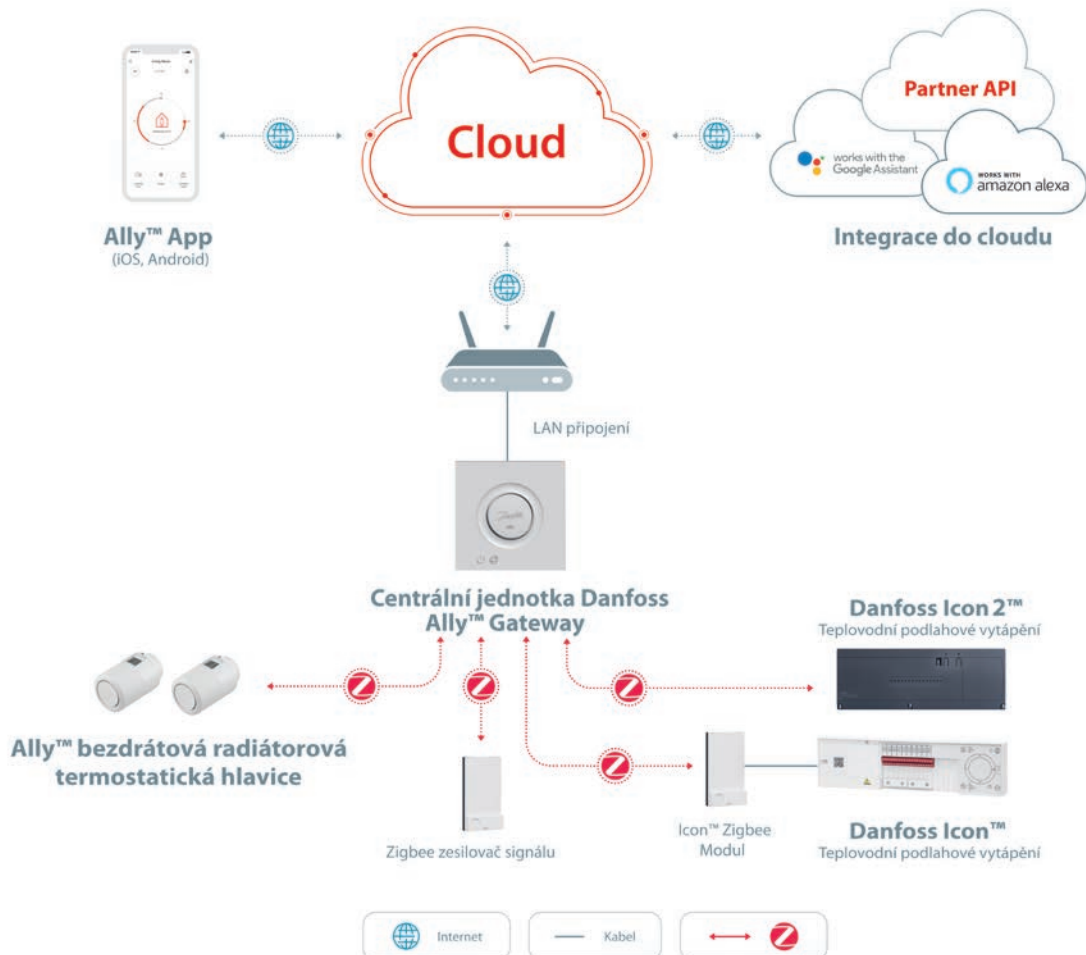 Cloud
Partner API
works with the
Google Assistant
WORKS WITH
amazon alexa
Ally™ App
(iOS, Android)
Integrace do cloudu
LAN připojení
Danfoss
Centrální jednotka Danfoss
Ally™ Gateway
Danfoss Icon 2™
Teplovodní podlahové vytápění
Ally™ bezdrátová radiátorová
termostatická hlavice
Zigbee zesilovač signálu
Icon™ Zigbee
Modul
Danfoss Icon™
Teplovodní podlahové vytápění
Internet
Kabel